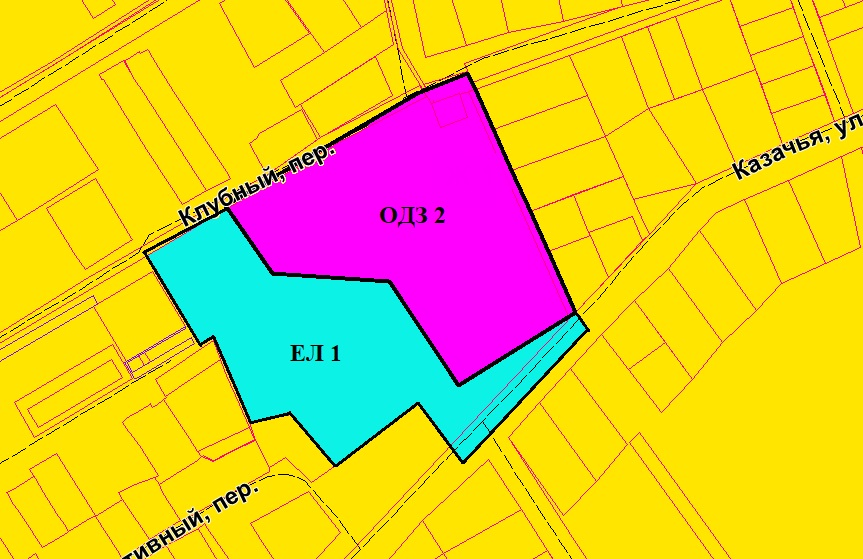 Клубный, пер.
Казачья, ул
ОДЗ 2
ЕЛ 1
тивный, пер.